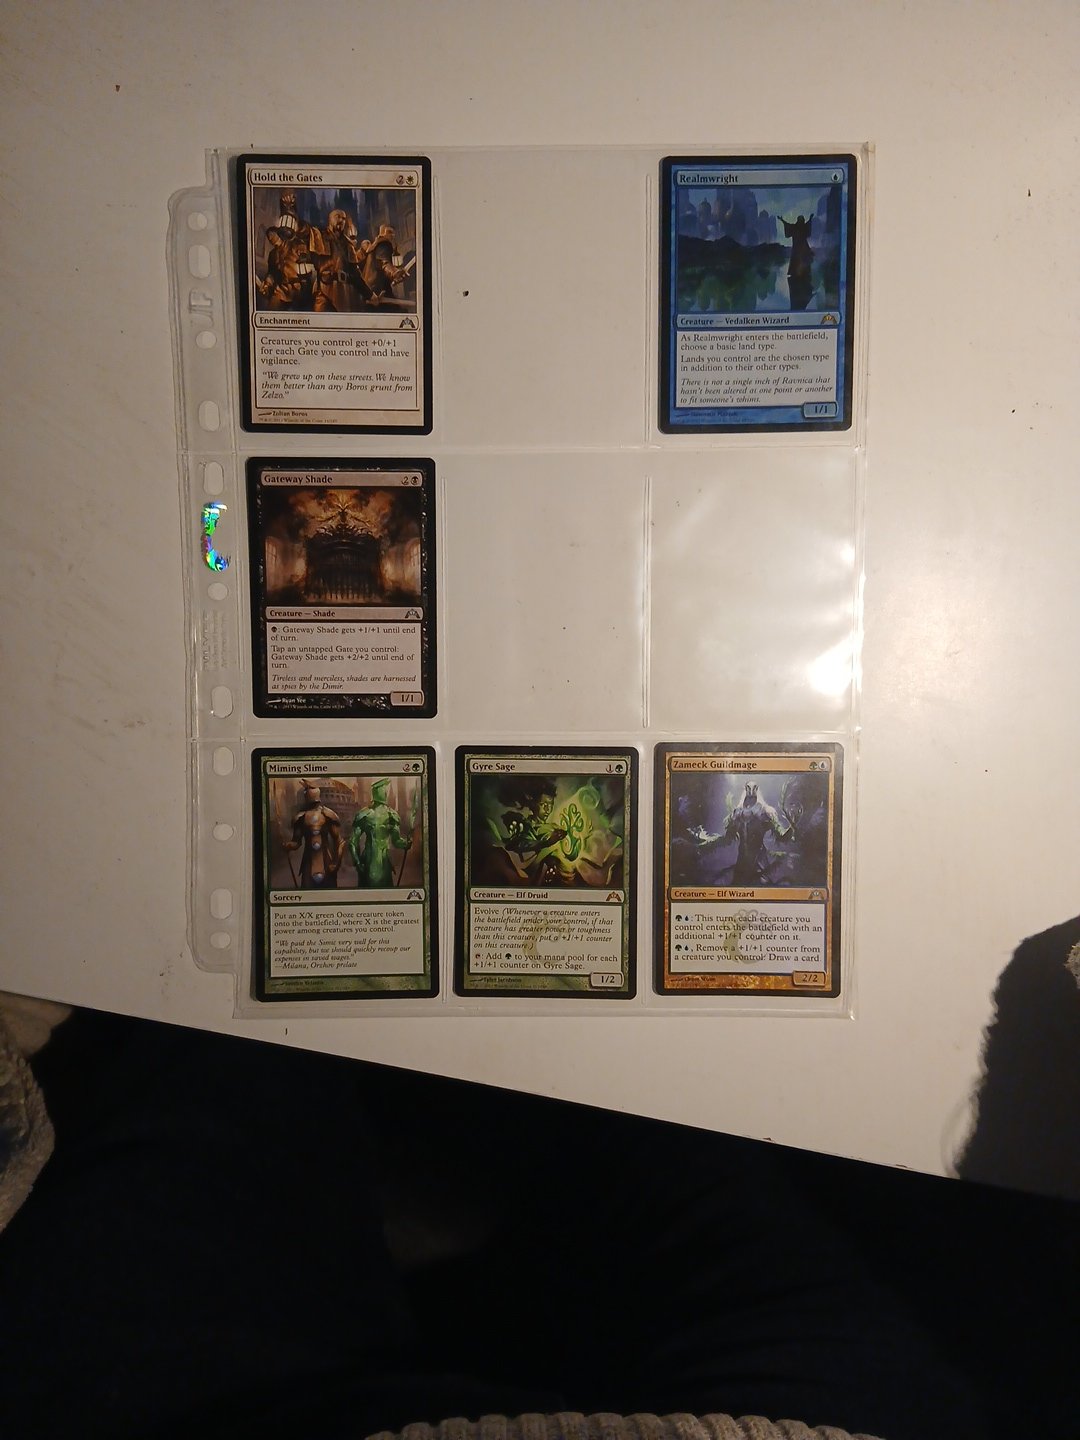 Hold the Gates 2
Enchantment
Creatures you control get +0/+1
for each Gate you control and have
vigilance.
"We grew up on these streets. We know
them better than any Boros grunt from
Zelzo."
Zoltan Boros
Realmwright
Creature — Vedalken Wizard
As Realmwright enters the battlefield,
choose a basic land type.
Lands you control are the chosen type
in addition to their other types.
There is not a single inch of Ravnica that
hasn't been altered at one point or another
to fit someone's whims.
1/1
Gateway Shade 2
Creature — Shade
: Gateway Shade gets +1/+1 until end
of turn.
Tap an untapped Gate you control:
Gateway Shade gets +2/+2 until end of
turn.
Tireless and merciless, shades are harnessed
as spies by the Dimir.
Ryan Yee
1/1
Miming Slime 2
Sorcery
Put an X/X green Ooze creature token
onto the battlefield, where X is the greatest
power among creatures you control.
"We paid the Simic very well for this
capability, but we should quickly recoup our
expenses in saved wages."
—Milana, Orzhov prelate
Gyre Sage 1
Creature — Elf Druid
Evolve (Whenever a creature enters
the battlefield under your control, if that
creature has greater power or toughness
than this creature, put a +1/+1 counter
on this creature.)
: Add to your mana pool for each
+1/+1 counter on Gyre Sage.
1/2
Zameck Guildmage
Creature — Elf Wizard
: This turn, each creature you
control enters the battlefield with an
additional +1/+1 counter on it.
, Remove a +1/+1 counter from
a creature you control: Draw a card.
2/2